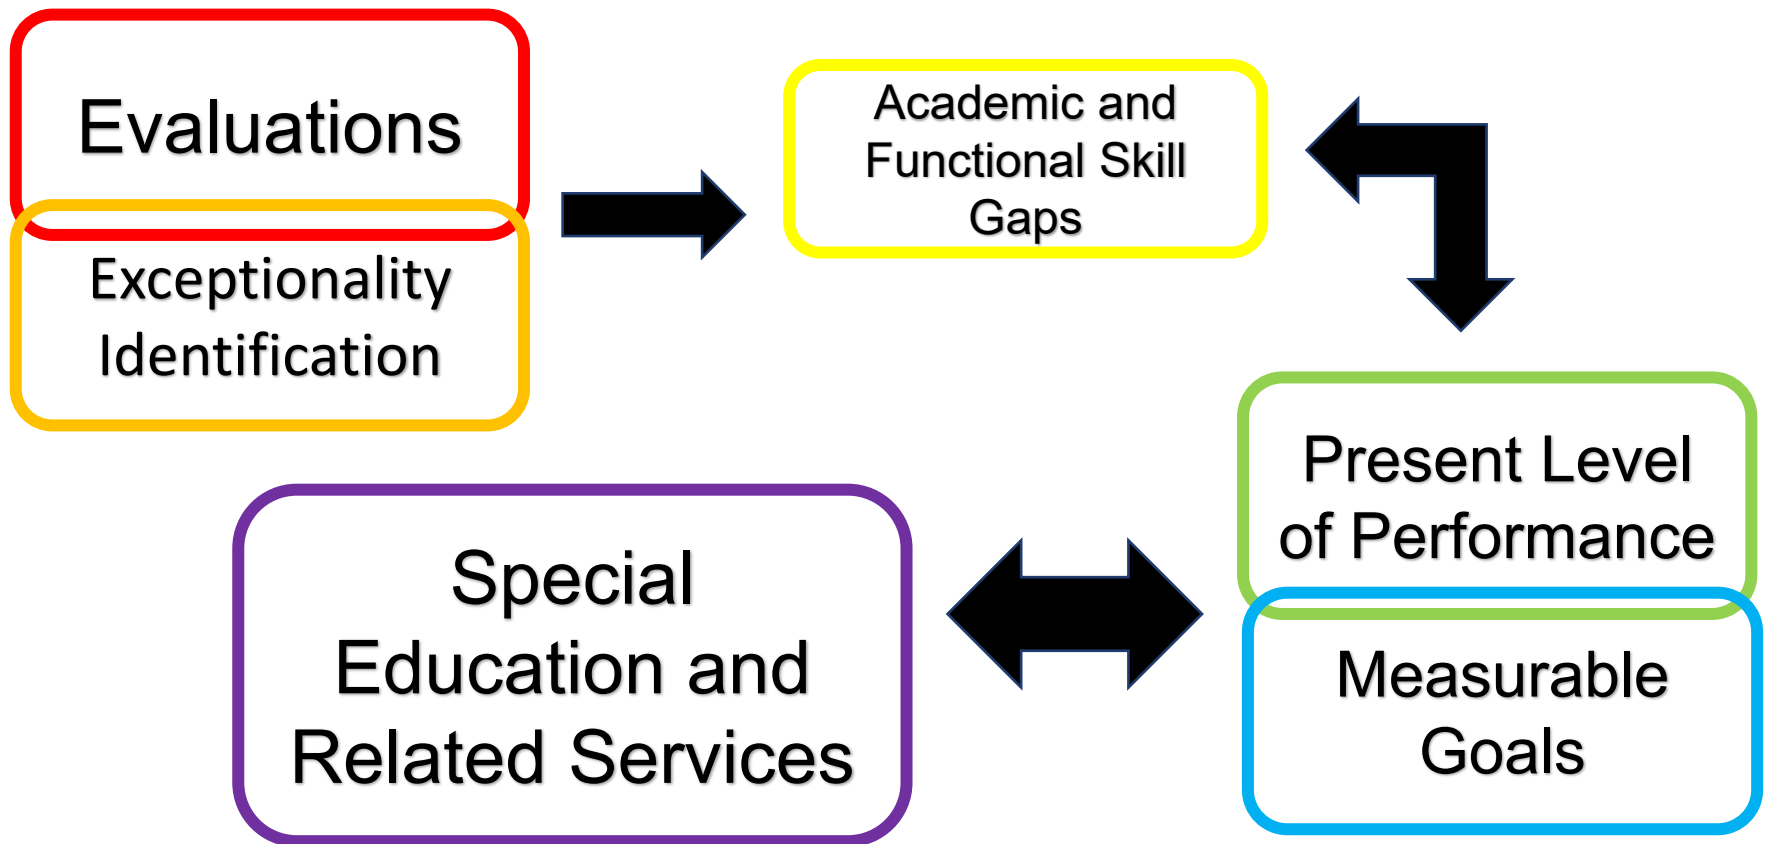 Evaluations
Exceptionality
Identification
Academic and
Functional Skill
Gaps
Present Level
of Performance
Measurable
Goals
Special
Education and
Related Services